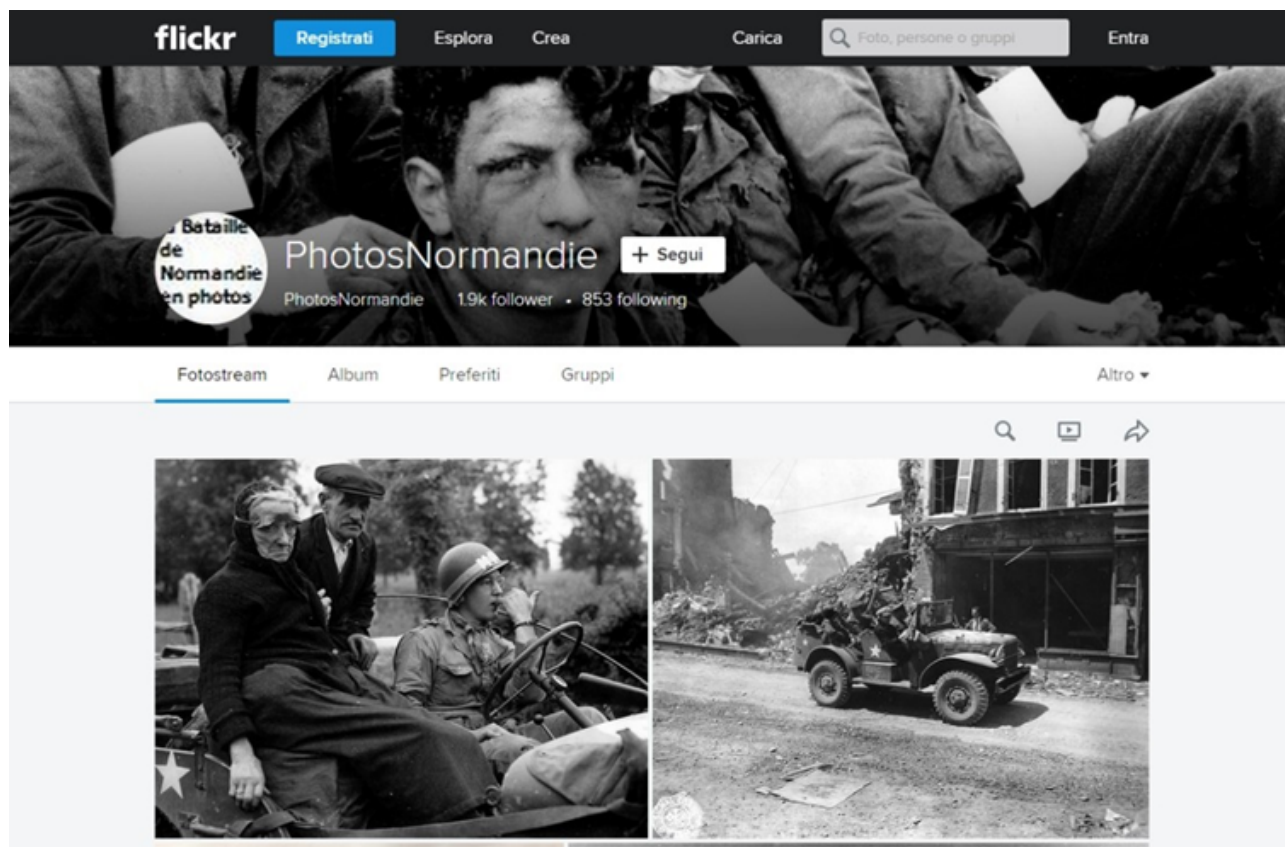 flickr Registrati Esplora Crea Carica Foto, persone o gruppi Entra
a Bataille
de
Normandie
en photos
PhotosNormandie + Segui
PhotosNormandie 1.9k follower • 853 following
Fotostream Album Preferiti Gruppi Altro